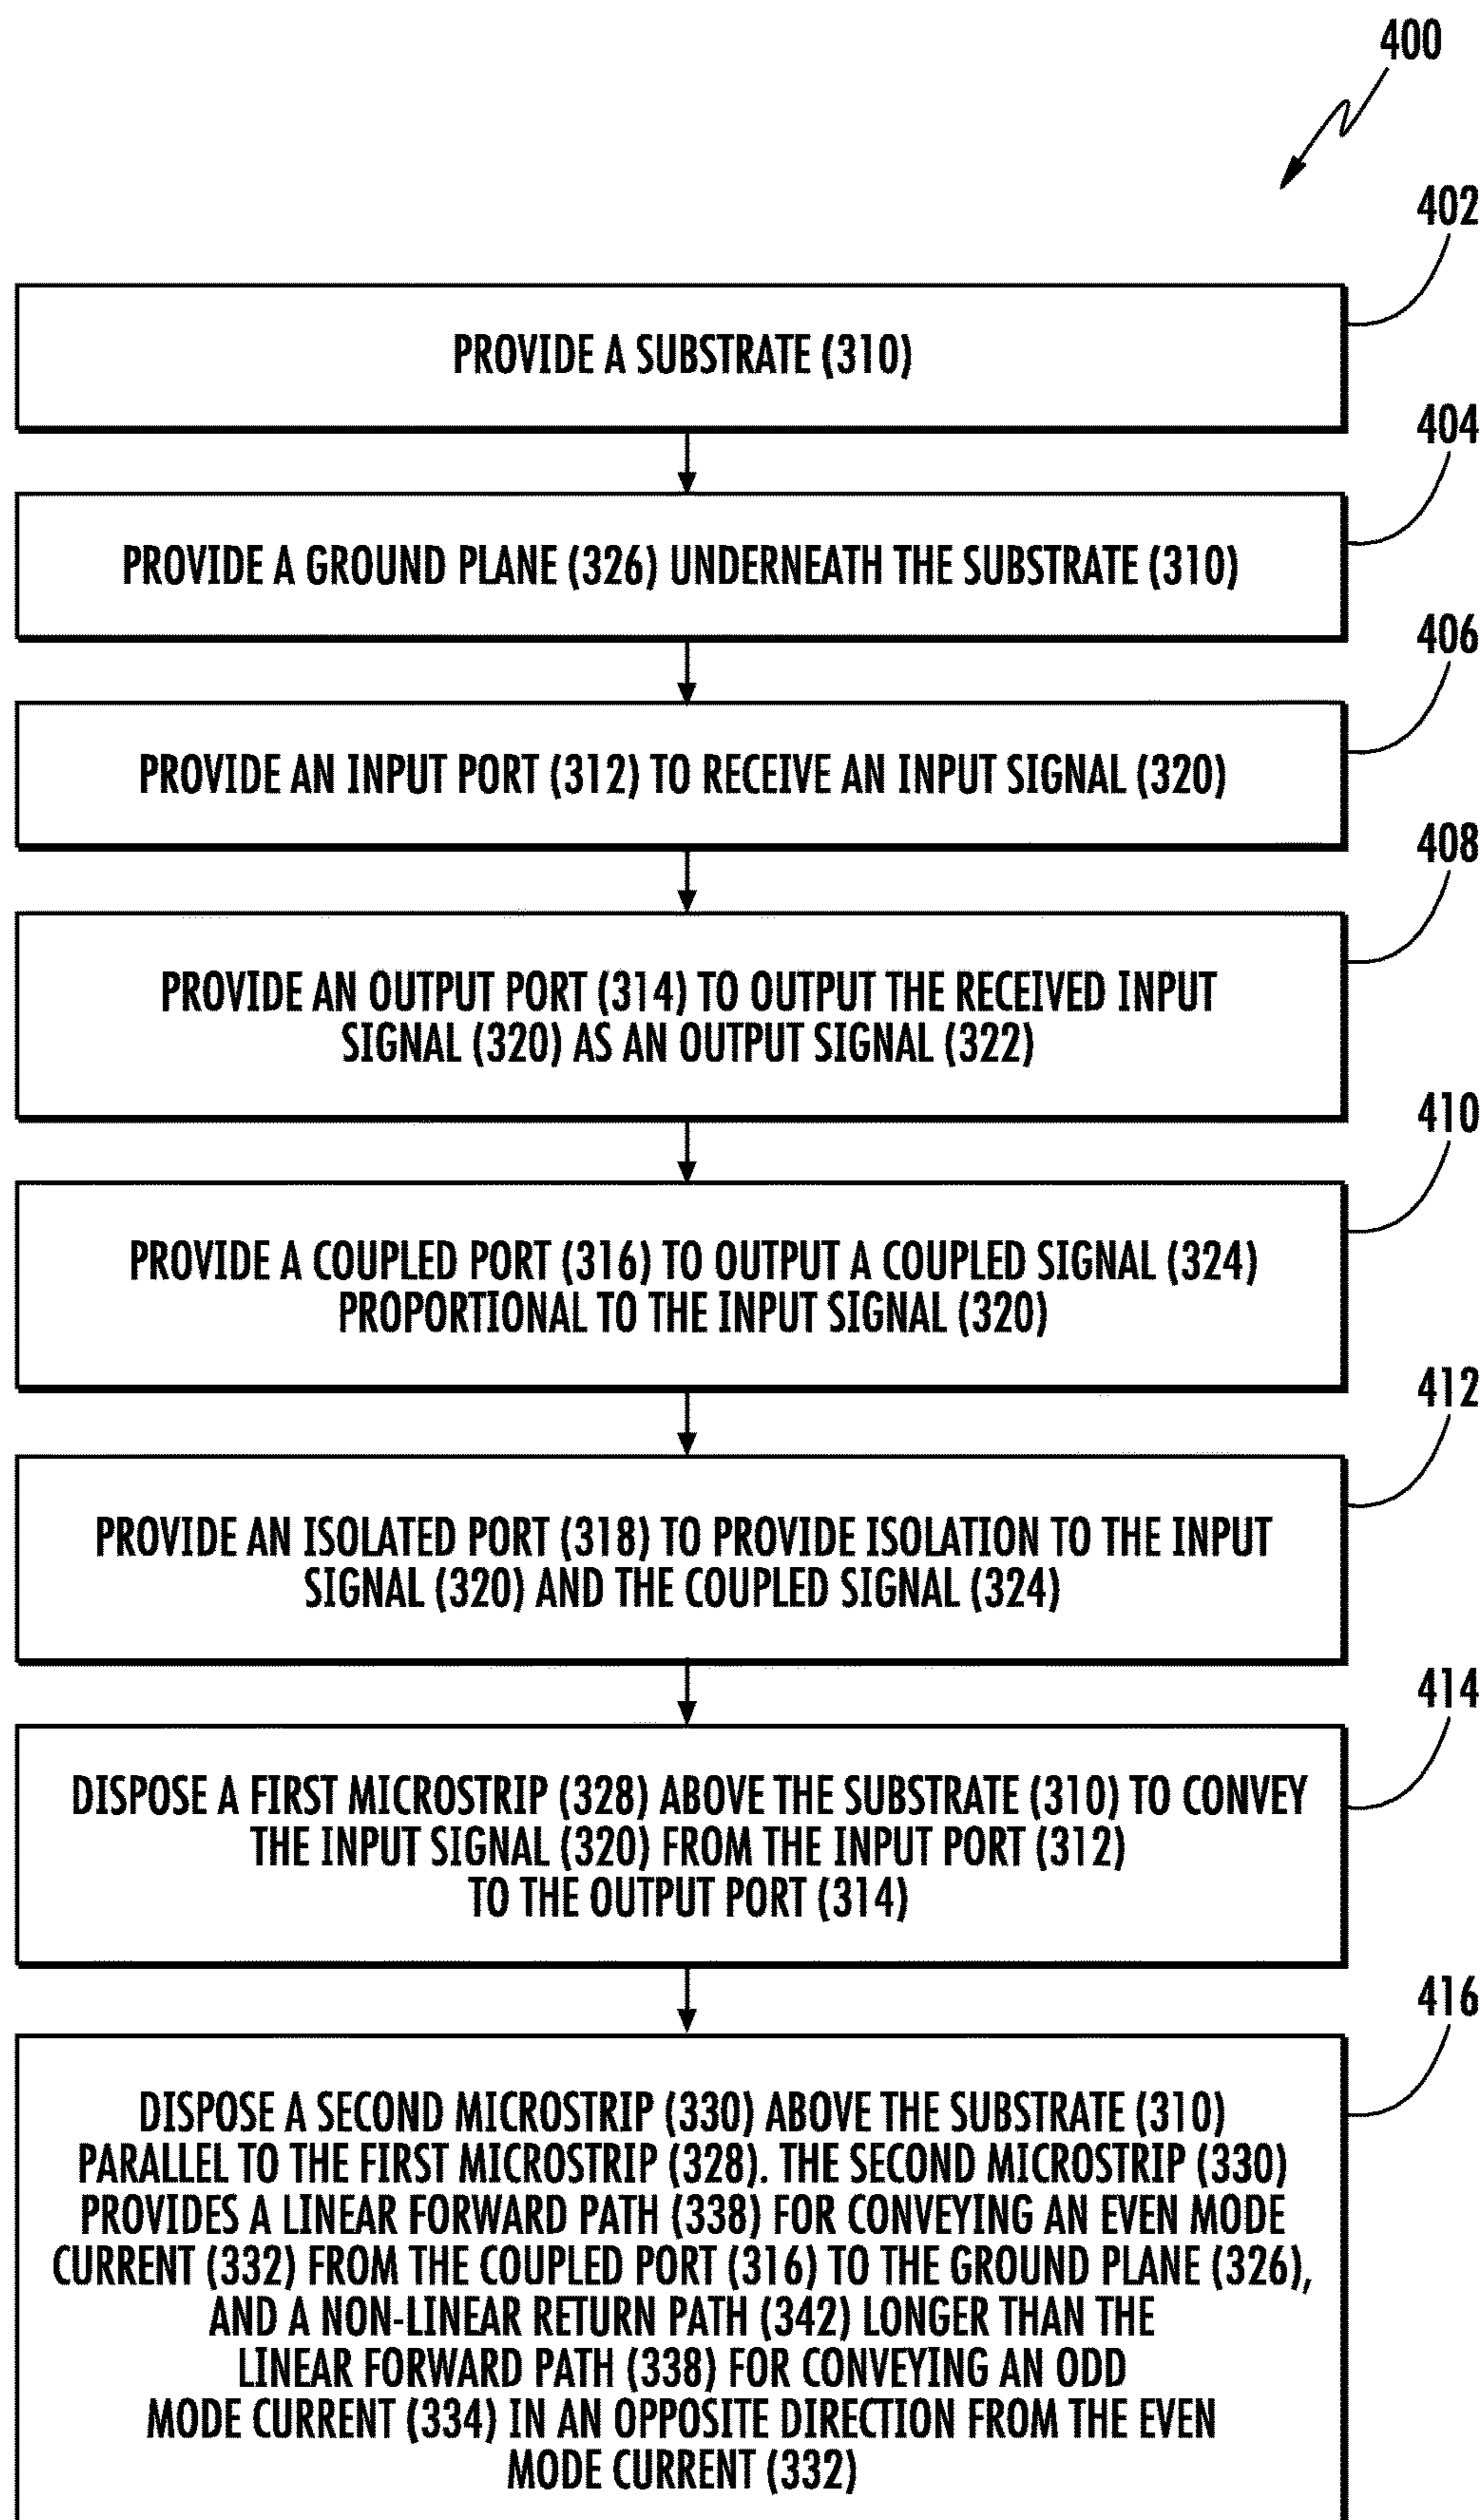 400
402
PROVIDE A SUBSTRATE (310)
404
PROVIDE A GROUND PLANE (326) UNDERNEATH THE SUBSTRATE (310)
406
PROVIDE AN INPUT PORT (312) TO RECEIVE AN INPUT SIGNAL (320)
408
PROVIDE AN OUTPUT PORT (314) TO OUTPUT THE RECEIVED INPUT
SIGNAL (320) AS AN OUTPUT SIGNAL (322)
410
PROVIDE A COUPLED PORT (316) TO OUTPUT A COUPLED SIGNAL (324)
PROPORTIONAL TO THE INPUT SIGNAL (320)
412
PROVIDE AN ISOLATED PORT (318) TO PROVIDE ISOLATION TO THE INPUT
SIGNAL (320) AND THE COUPLED SIGNAL (324)
414
DISPOSE A FIRST MICROSTRIP (328) ABOVE THE SUBSTRATE (310) TO CONVEY
THE INPUT SIGNAL (320) FROM THE INPUT PORT (312)
TO THE OUTPUT PORT (314)
416
DISPOSE A SECOND MICROSTRIP (330) ABOVE THE SUBSTRATE (310)
PARALLEL TO THE FIRST MICROSTRIP (328). THE SECOND MICROSTRIP (330)
PROVIDES A LINEAR FORWARD PATH (338) FOR CONVEYING AN EVEN MODE
CURRENT (332) FROM THE COUPLED PORT (316) TO THE GROUND PLANE (326),
AND A NON-LINEAR RETURN PATH (342) LONGER THAN THE
LINEAR FORWARD PATH (338) FOR CONVEYING AN ODD
MODE CURRENT (334) IN AN OPPOSITE DIRECTION FROM THE EVEN
MODE CURRENT (332)